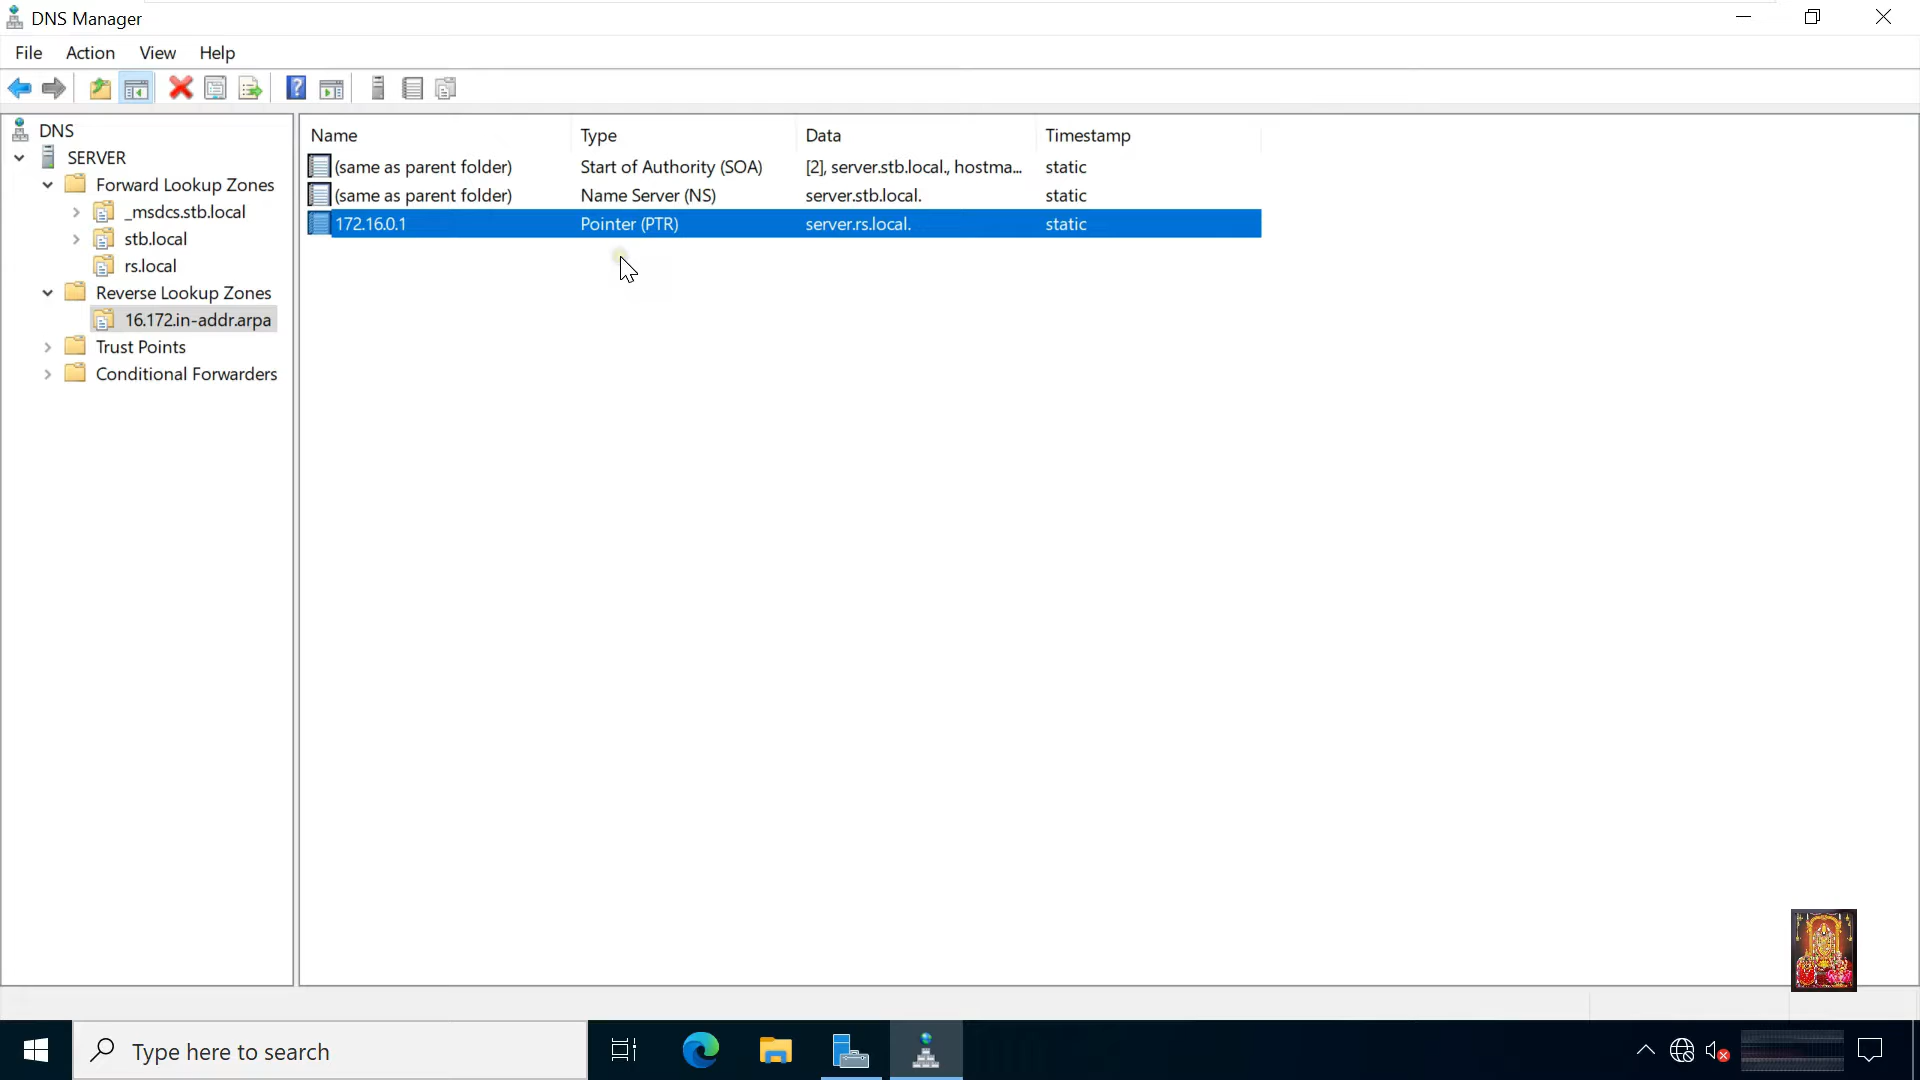 DNS Manager
File Action View Help
DNS
SERVER
Forward Lookup Zones
_msdcs.stb.local
stb.local
rs.local
Reverse Lookup Zones
16.172.in-addr.arpa
Trust Points
Conditional Forwarders
Name Type Data Timestamp
(same as parent folder) Start of Authority (SOA) [2], server.stb.local., hostma... static
(same as parent folder) Name Server (NS) server.stb.local. static
172.16.0.1 Pointer (PTR) server.rs.local. static
Type here to search